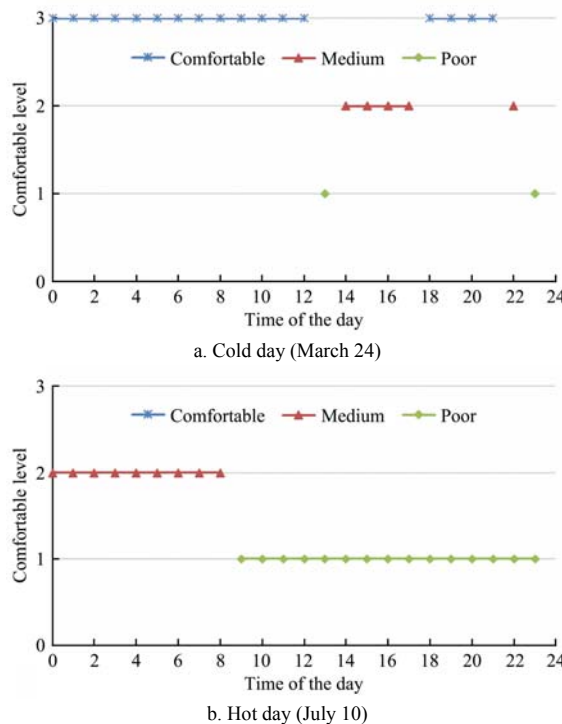 3
Comfortable Medium Poor
2
1
0
Comfortable level
0 2 4 6 8 10 12 14 16 18 20 22 24
Time of the day
a. Cold day (March 24)
3
Comfortable Medium Poor
2
1
0
Comfortable level
0 2 4 6 8 10 12 14 16 18 20 22 24
Time of the day
b. Hot day (July 10)